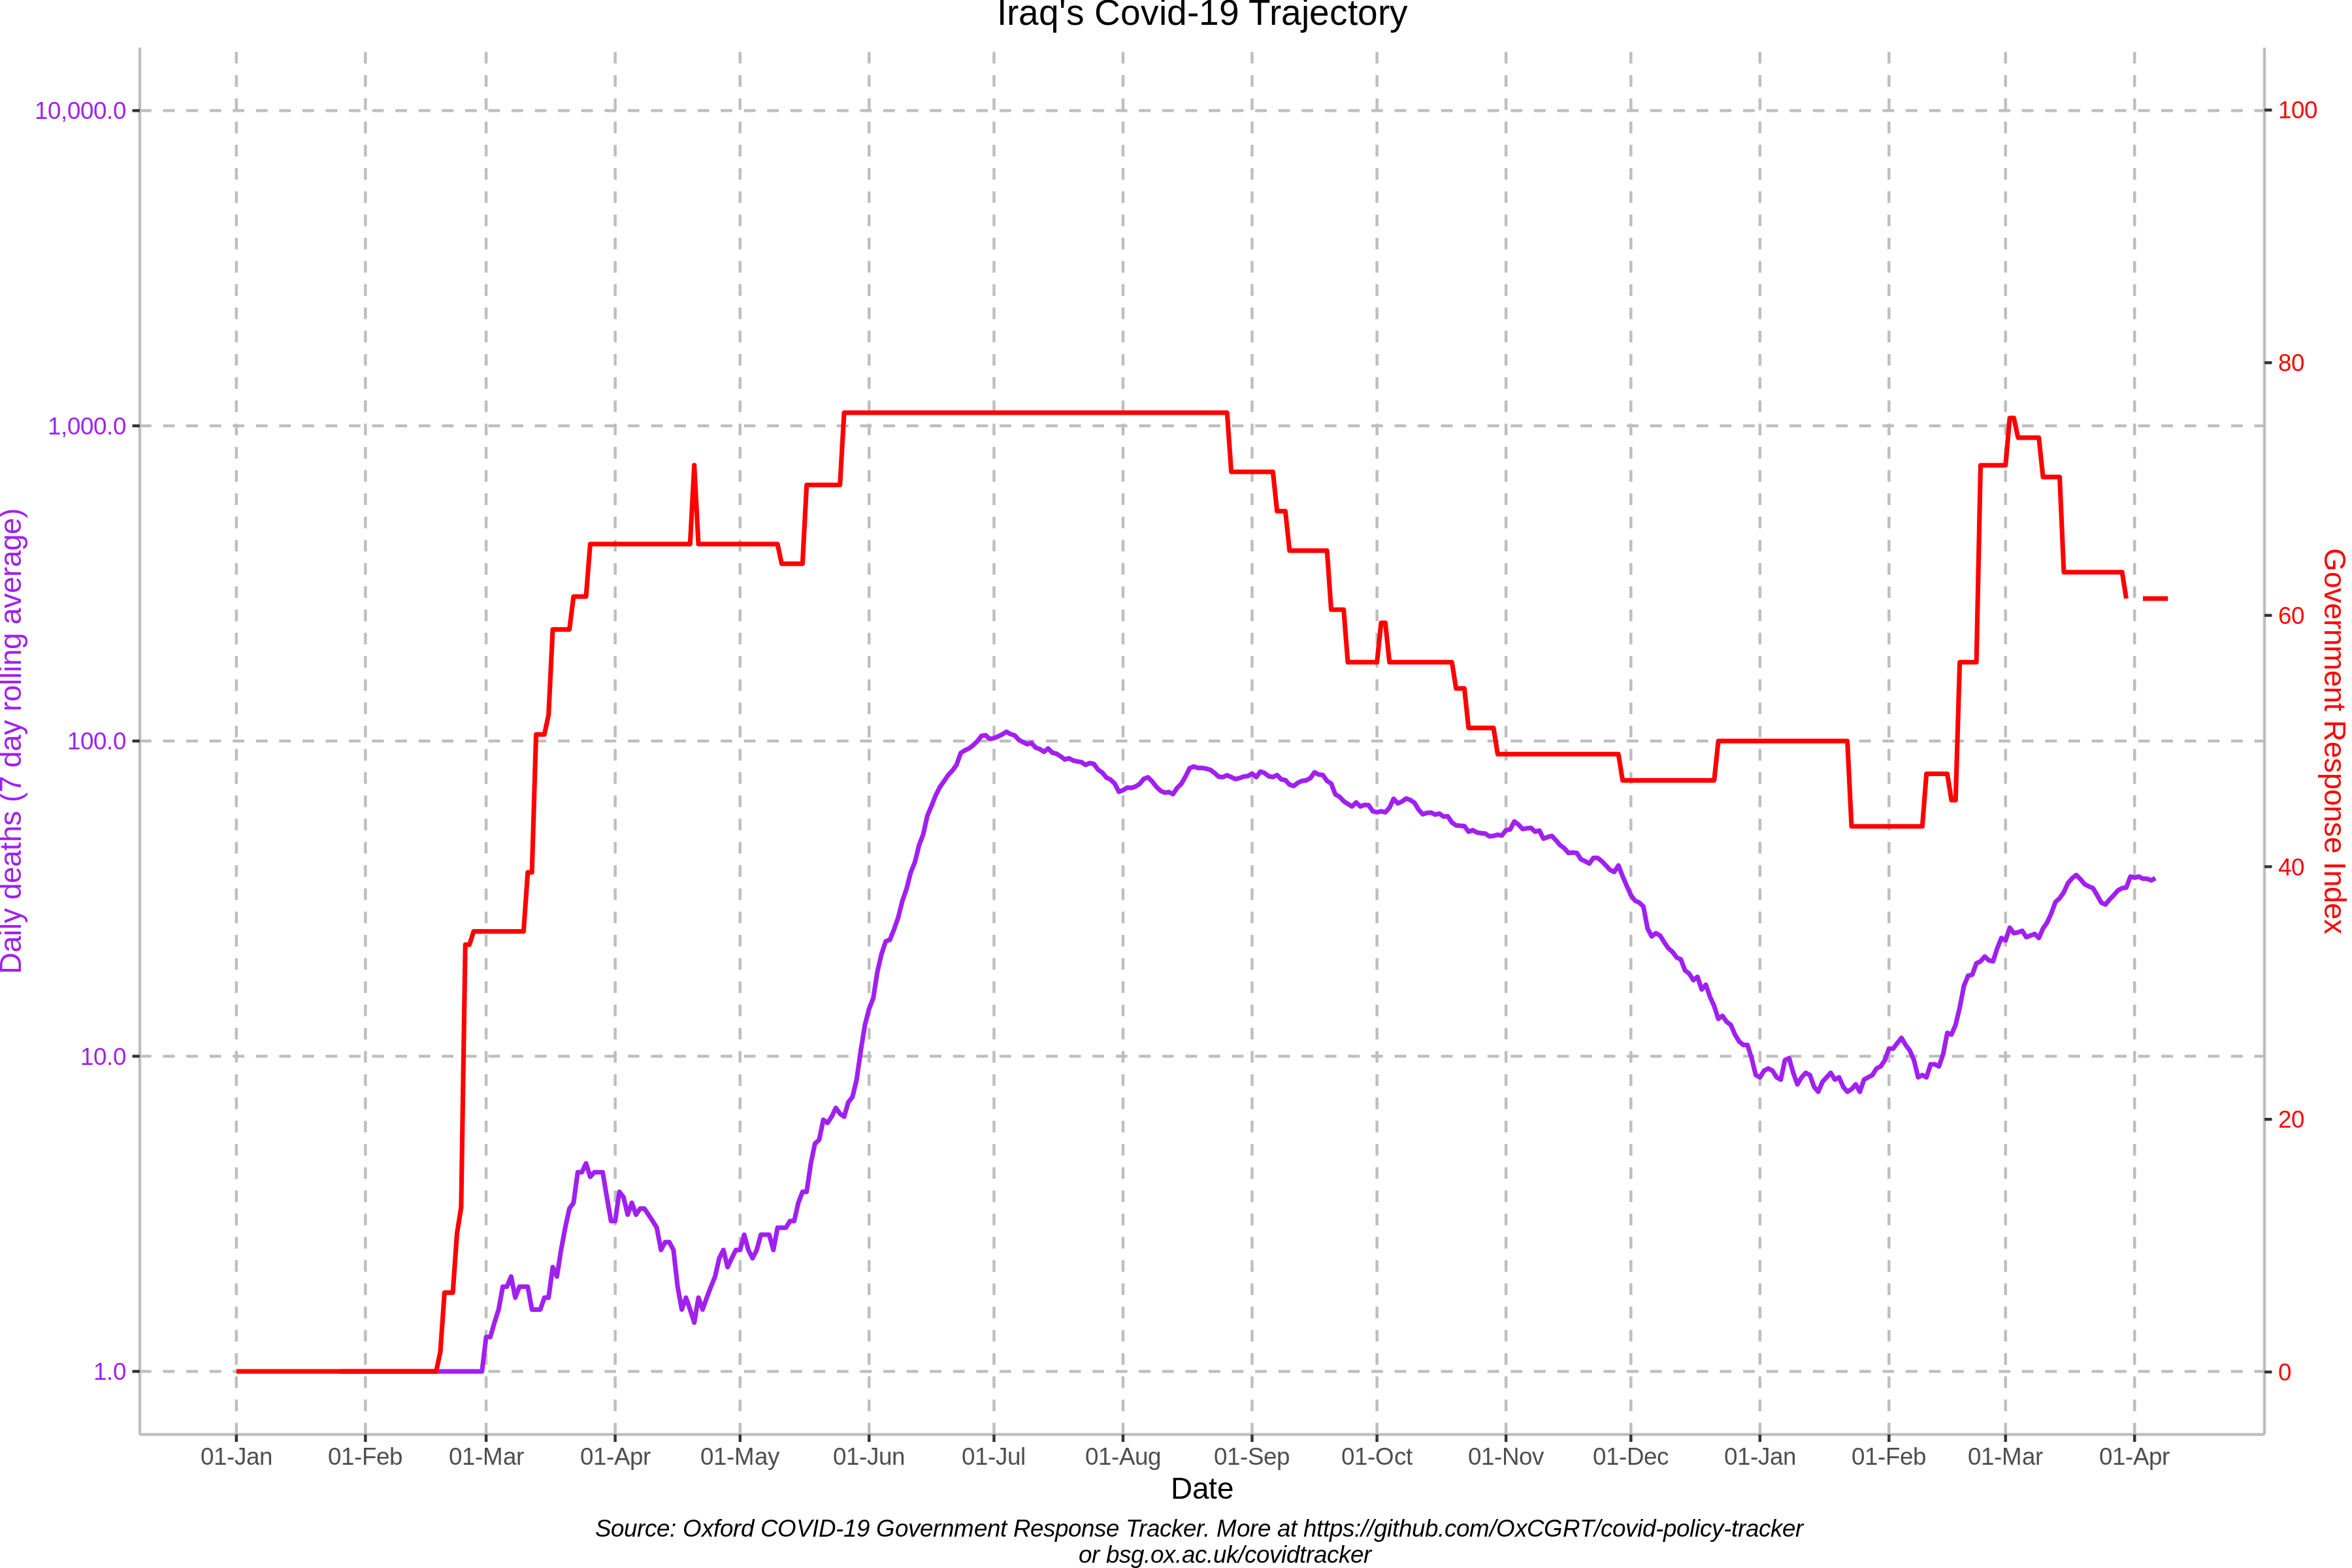 Iraq's Covid-19 Trajectory
10,000.0
1,000.0
100.0
10.0
1.0
Daily deaths (7 day rolling average)
100
80
60
40
20
0
Government Response Index
01-Jan 01-Feb 01-Mar 01-Apr 01-May 01-Jun 01-Jul 01-Aug 01-Sep 01-Oct 01-Nov 01-Dec 01-Jan 01-Feb 01-Mar 01-Apr
Date
Source: Oxford COVID-19 Government Response Tracker. More at https://github.com/OxCGRT/covid-policy-tracker
or bsg.ox.ac.uk/covidtracker